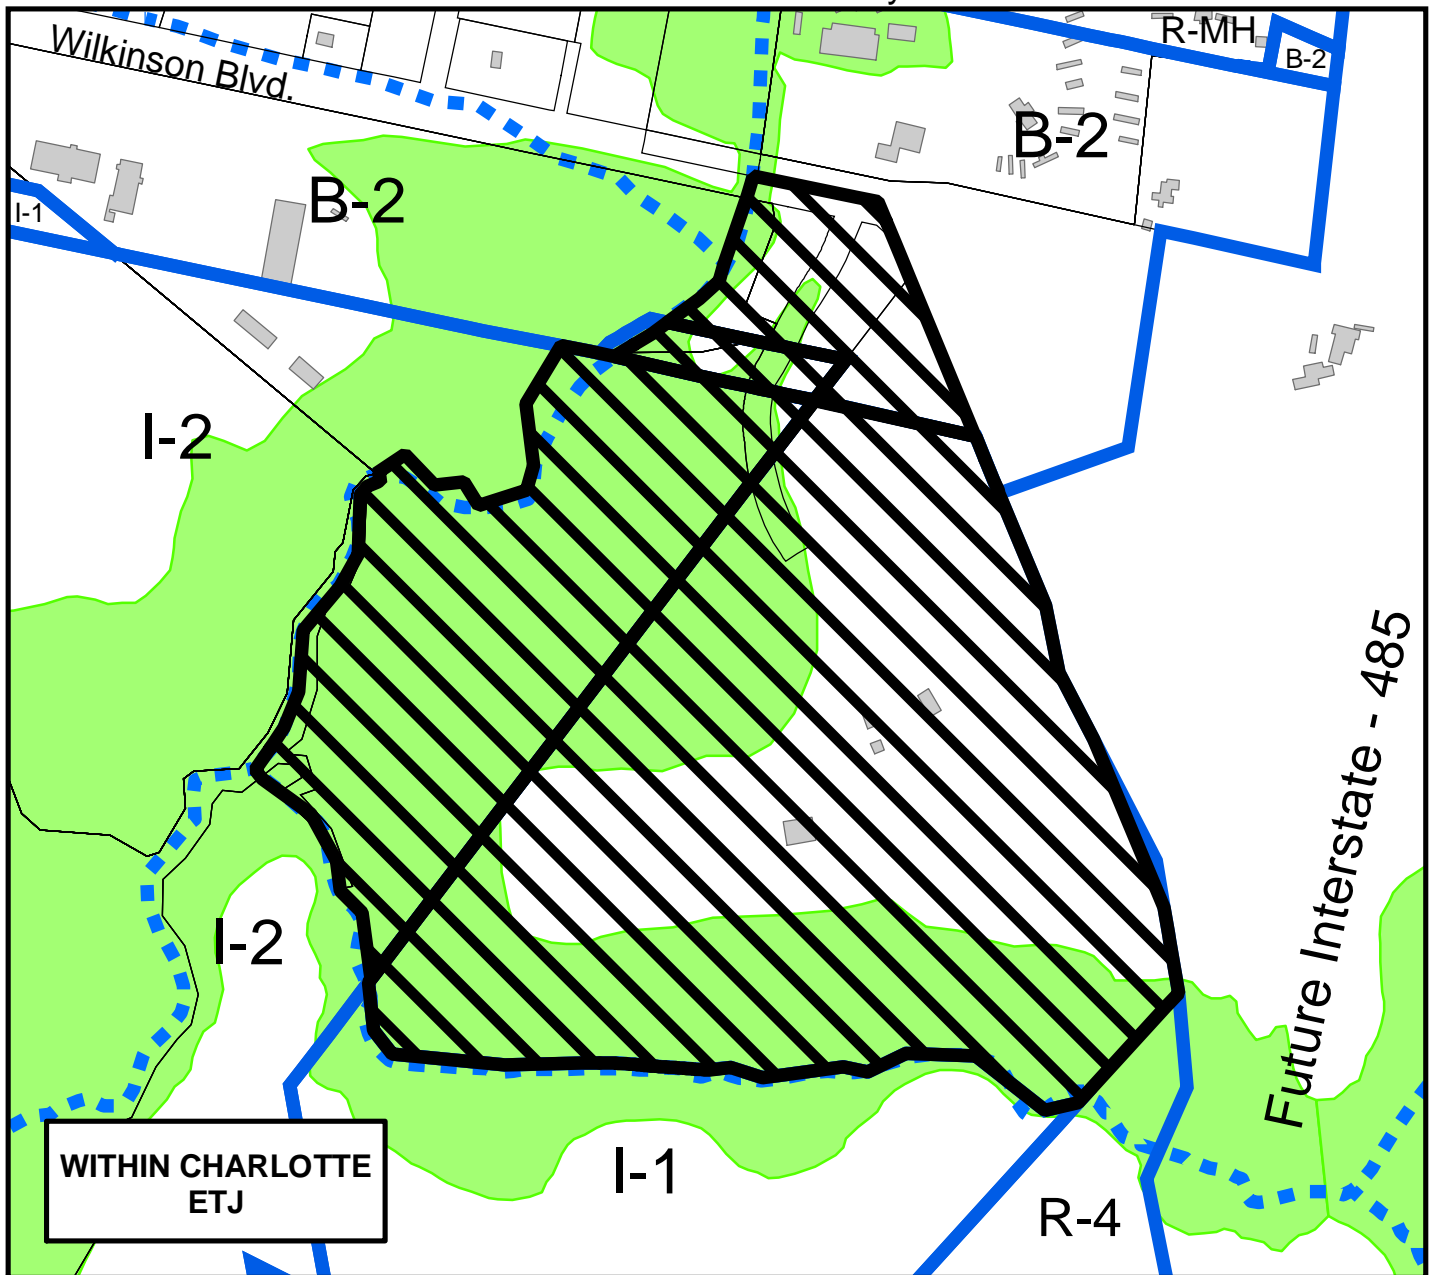 R-MH
B-2
Wilkinson Blvd.
B-2
B-2
I-1
I-2
Future Interstate - 485
I-2
WITHIN CHARLOTTE
ETJ
I-1
R-4